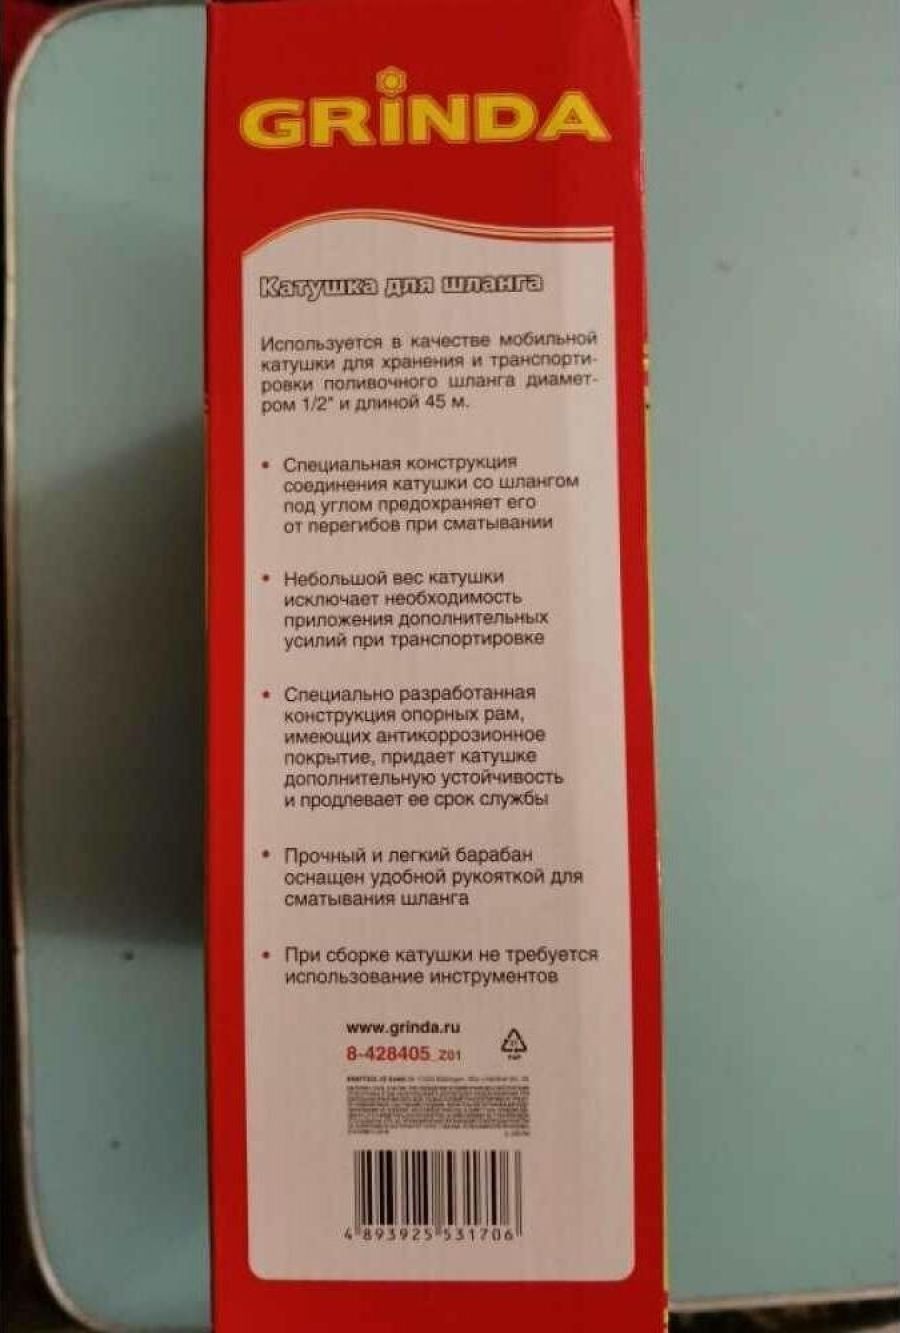 GRINDA
Катушка для шланга
Используется в качестве мобильной
катушки для хранения и транспорти-
ровки поливочного шланга диамет-
ром 1/2" и длиной 45 м.
• Специальная конструкция
соединения катушки со шлангом
под углом предохраняет его
от перегибов при сматывании
• Небольшой вес катушки
исключает необходимость
приложения дополнительных
усилий при транспортировке
• Специально разработанная
конструкция опорных рам,
имеющих антикоррозионное
покрытие, придает катушке
дополнительную устойчивость
и продлевает ее срок службы
• Прочный и легкий барабан
оснащен удобной рукояткой для
сматывания шланга
• При сборке катушки не требуется
использование инструментов
www.grinda.ru
8-428405_Z01
4 893925 531706